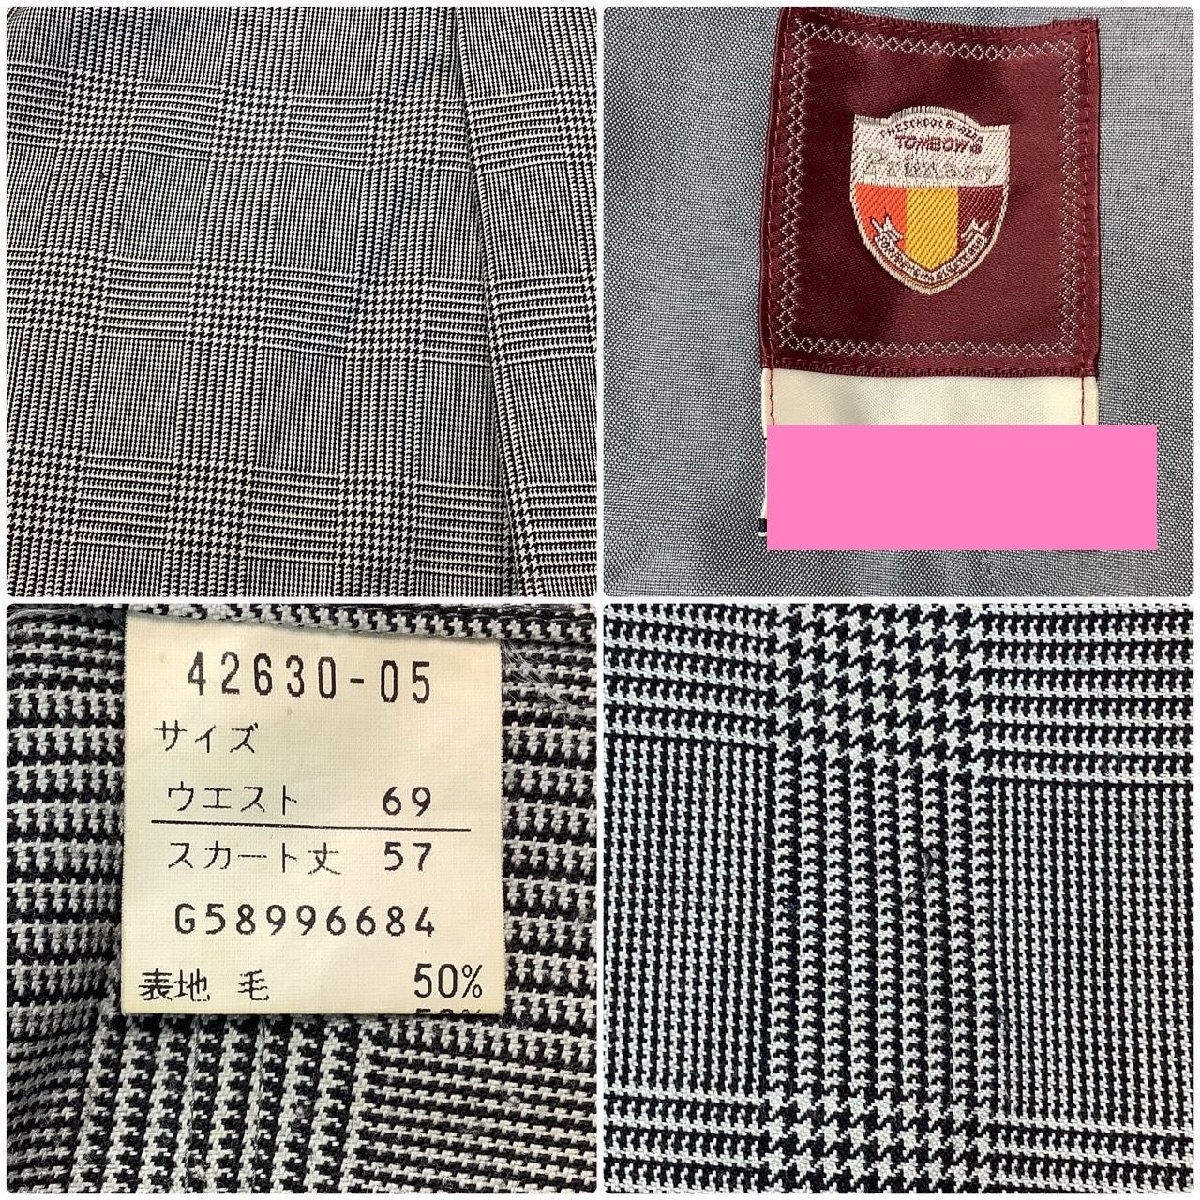 TOMBOW
42630-05
サイズ
ウエスト 69
スカート丈 57
G58996684
表地 毛 50%